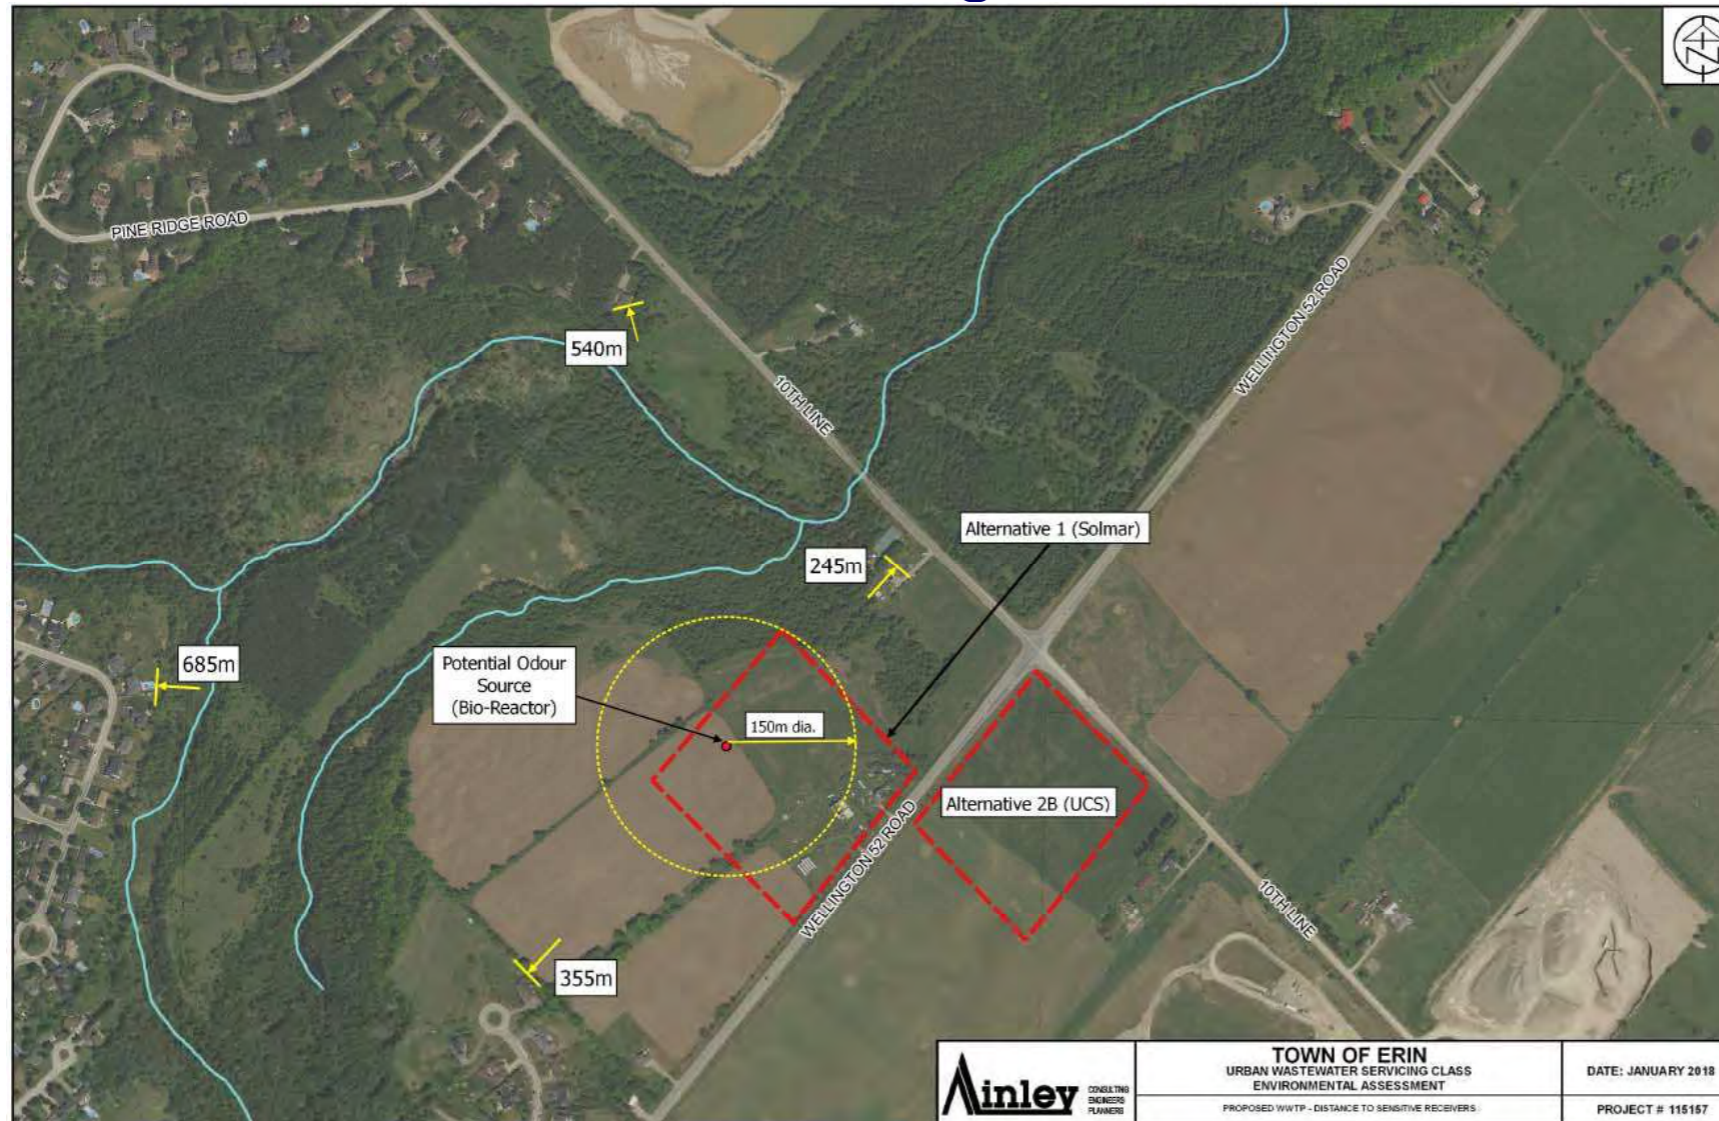 PINE RIDGE ROAD
540m
10TH LINE
WELLINGTON 52 ROAD
Alternative 1 (Solmar)
245m
685m
Potential Odour
Source
(Bio-Reactor)
150m dia.
Alternative 2B (UCS)
WELLINGTON 52 ROAD
10TH LINE
355m
Ainley
CONSULTING
ENGINEERS
PLANNERS
TOWN OF ERIN
URBAN WASTEWATER SERVICING CLASS
ENVIRONMENTAL ASSESSMENT
PROPOSED WWTP - DISTANCE TO SENSITIVE RECEIVERS
DATE: JANUARY 2018
PROJECT # 115157